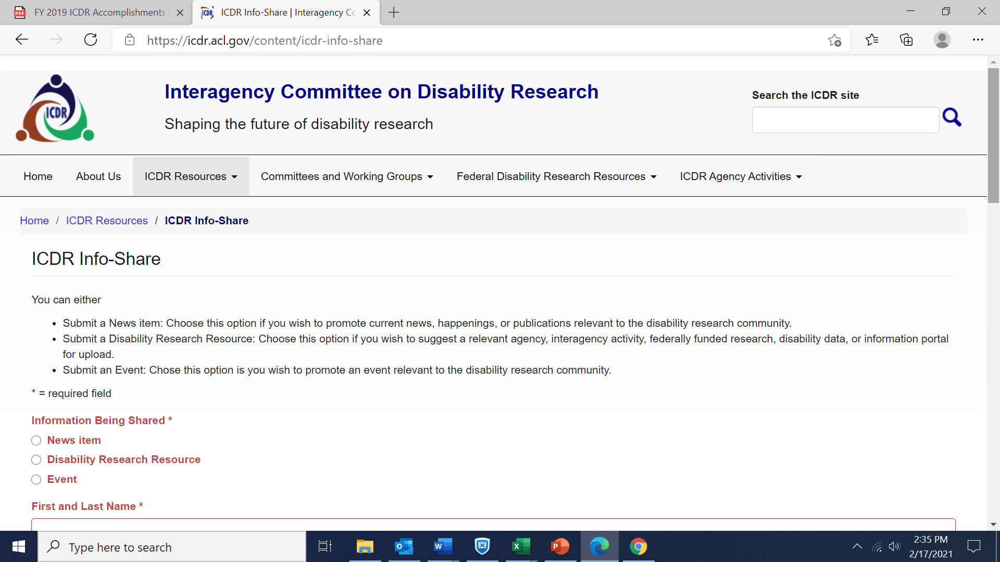 FY 2019 ICDR Accomplishments
ICDR Info-Share | Interagency Co
https://icdr.acl.gov/content/icdr-info-share
ICDR
Interagency Committee on Disability Research
Shaping the future of disability research
Search the ICDR site
Home
About Us
ICDR Resources
Committees and Working Groups
Federal Disability Research Resources
ICDR Agency Activities
Home / ICDR Resources / ICDR Info-Share
ICDR Info-Share
You can either
• Submit a News item: Choose this option if you wish to promote current news, happenings, or publications relevant to the disability research community.
• Submit a Disability Research Resource: Choose this option if you wish to suggest a relevant agency, interagency activity, federally funded research, disability data, or information portal
for upload.
• Submit an Event: Chose this option is you wish to promote an event relevant to the disability research community.
* = required field
Information Being Shared *
News item
Disability Research Resource
Event
First and Last Name *
Type here to search
2:35 PM
2/17/2021